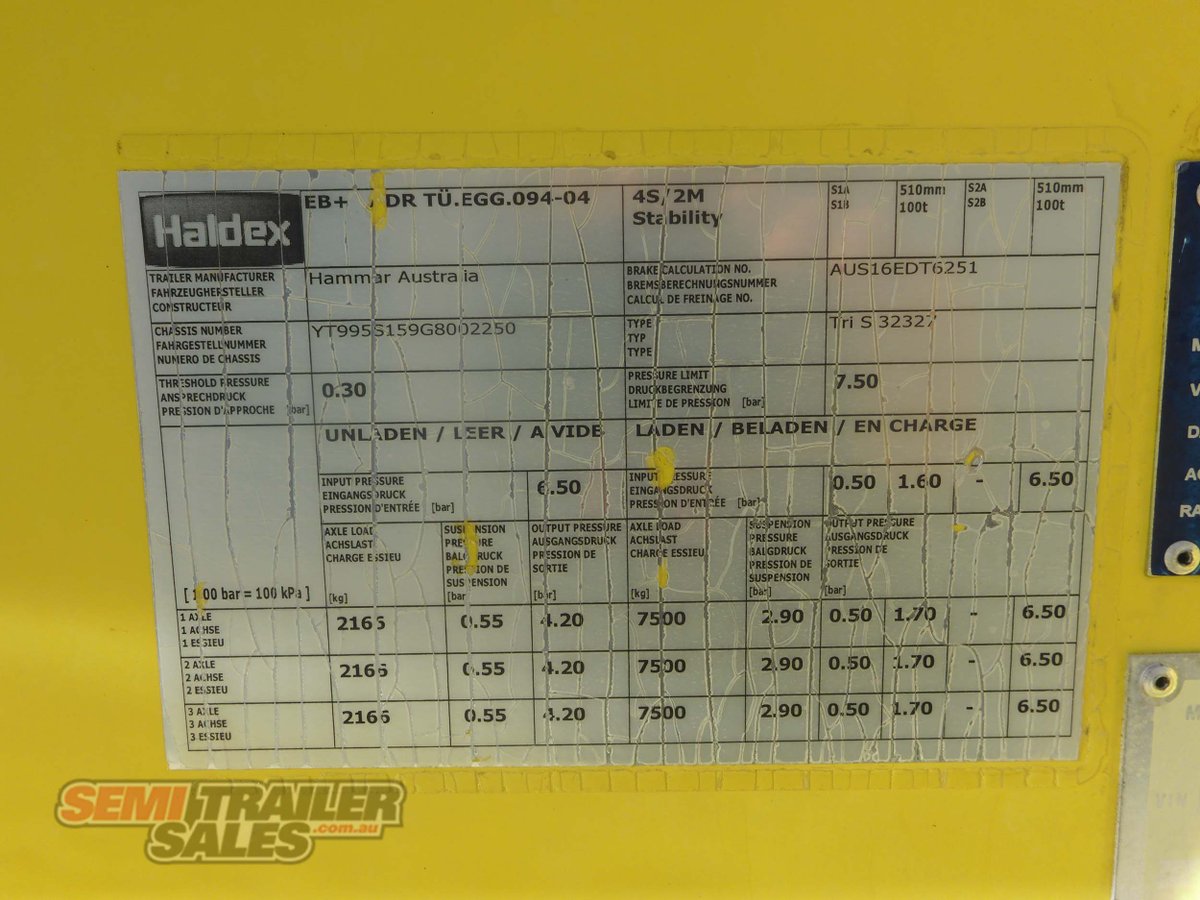 Haldex
EB+ ADR TÜ.EGG.094-04
4S/2M
Stability
S1A
S1B
510mm
100t
S2A
S2B
510mm
100t
TRAILER MANUFACTURER
FAHRZEUGHERSTELLER
CONSTRUCTEUR
Hammar Australia
BRAKE CALCULATION NO.
BREMSBERECHNUNGSNUMMER
CALCUL DE FREINAGE NO.
AUS16EDT6251
CHASSIS NUMBER
FAHRGESTELLNUMMER
NUMERO DE CHASSIS
YT995S159G8002250
TYPE
TYP
TYPE
Tri S 32327
THRESHOLD PRESSURE
ANSPRECHDRUCK
PRESSION D'APPROCHE [bar]
0.30
PRESSURE LIMIT
DRUCKBEGRENZUNG
LIMITE DE PRESSION [bar]
7.50
UNLADEN / LEER / A VIDE
LADEN / BELADEN / EN CHARGE
INPUT PRESSURE
EINGANGSDRUCK
PRESSION D'ENTRÉE [bar]
6.50
INPUT PRESSURE
EINGANGSDRUCK
PRESSION D'ENTRÉE [bar]
0.50 1.60 - 6.50
[ 1.00 bar = 100 kPa ]
AXLE LOAD
ACHSLAST
CHARGE ESSIEU
[kg]
SUSPENSION
PRESSURE
BALGDRUCK
PRESSION DE
SUSPENSION
[bar]
OUTPUT PRESSURE
AUSGANGSDRUCK
PRESSION DE
SORTIE
[bar]
AXLE LOAD
ACHSLAST
CHARGE ESSIEU
[kg]
SUSPENSION
PRESSURE
BALGDRUCK
PRESSION DE
SUSPENSION
[bar]
OUTPUT PRESSURE
AUSGANGSDRUCK
PRESSION DE
SORTIE
[bar]
1 AXLE
1 ACHSE
1 ESSIEU
2166 0.55 4.20 7500 2.90 0.50 1.70 - 6.50
2 AXLE
2 ACHSE
2 ESSIEU
2166 0.55 4.20 7500 2.90 0.50 1.70 - 6.50
3 AXLE
3 ACHSE
3 ESSIEU
2166 0.55 4.20 7500 2.90 0.50 1.70 - 6.50
SEMI TRAILER
SALES .com.au